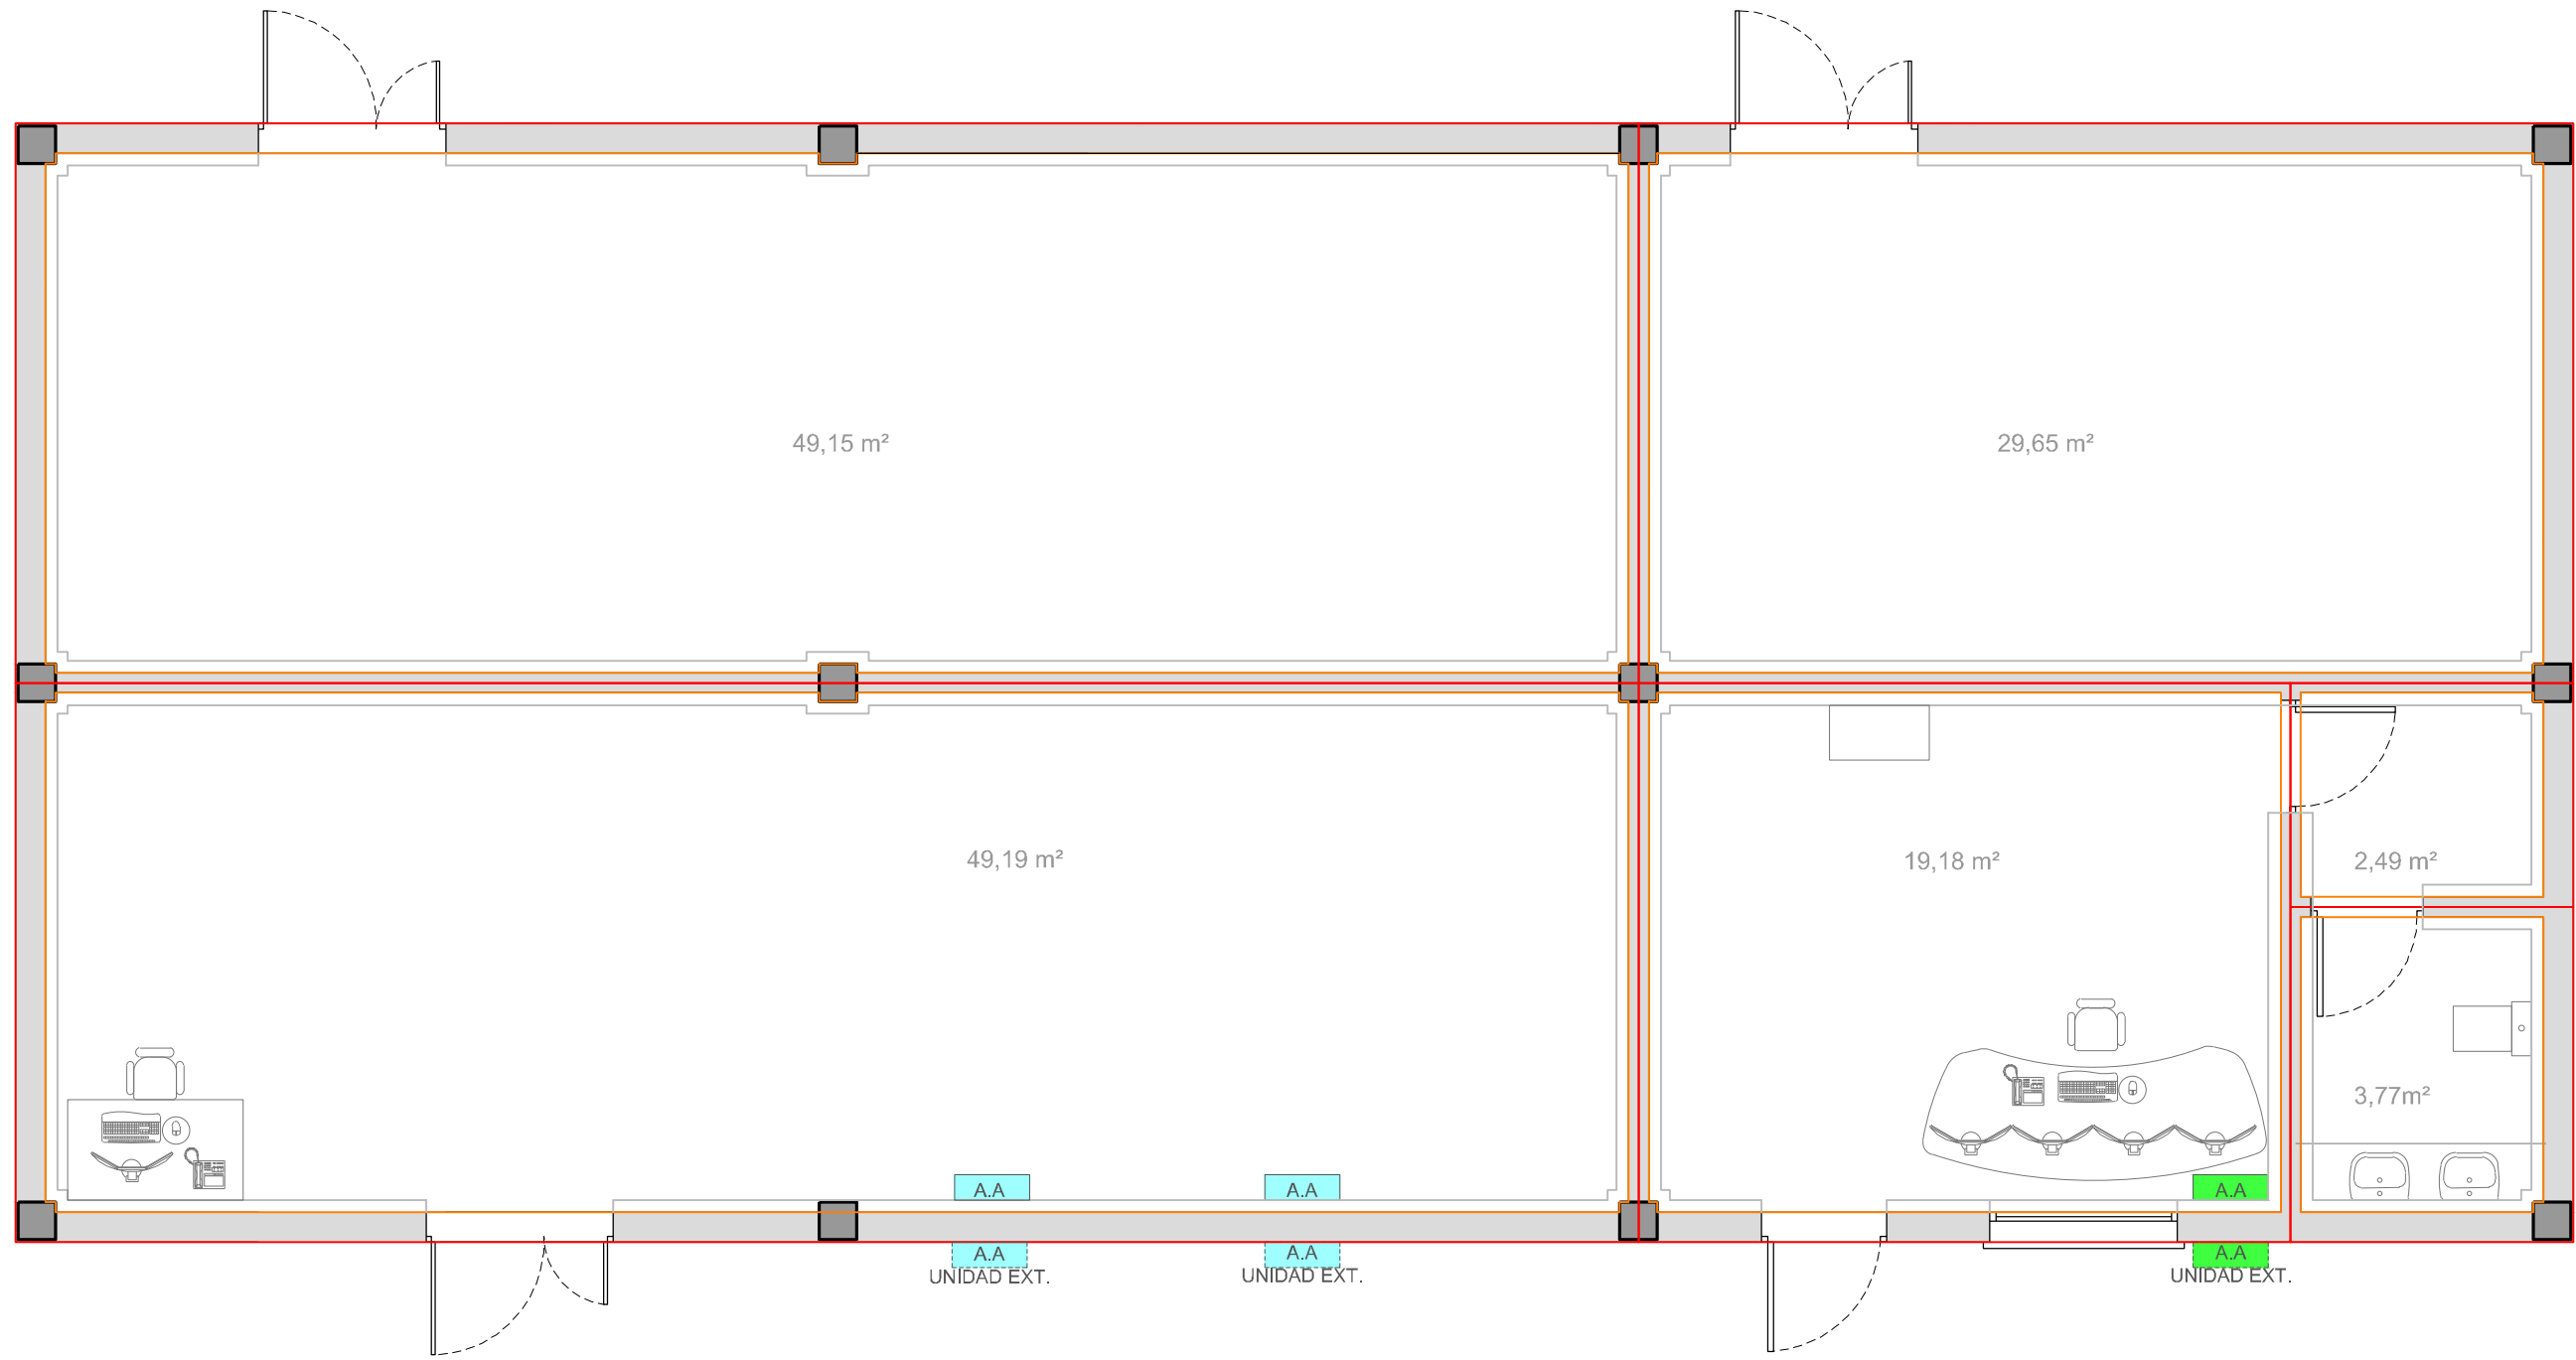 49,15 m²
29,65 m²
49,19 m²
19,18 m²
2,49 m²
3,77m²
A.A
A.A
A.A
A.A
A.A
A.A
UNIDAD EXT.
UNIDAD EXT.
UNIDAD EXT.